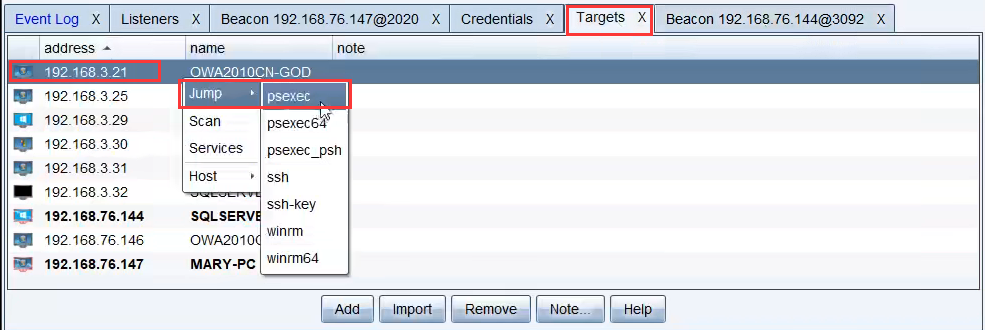 Event Log X Listeners X Beacon 192.168.76.147@2020 X Credentials X Targets X Beacon 192.168.76.144@3092 X
address name note
192.168.3.21 OWA2010CN-GOD
192.168.3.25 Jump psexec
192.168.3.29 Scan psexec64
192.168.3.30 Services psexec_psh
192.168.3.31 Host ssh
192.168.3.32 ssh-key
192.168.76.144 SQLSERVE winrm
192.168.76.146 OWA2010C winrm64
192.168.76.147 MARY-PC
Add Import Remove Note... Help